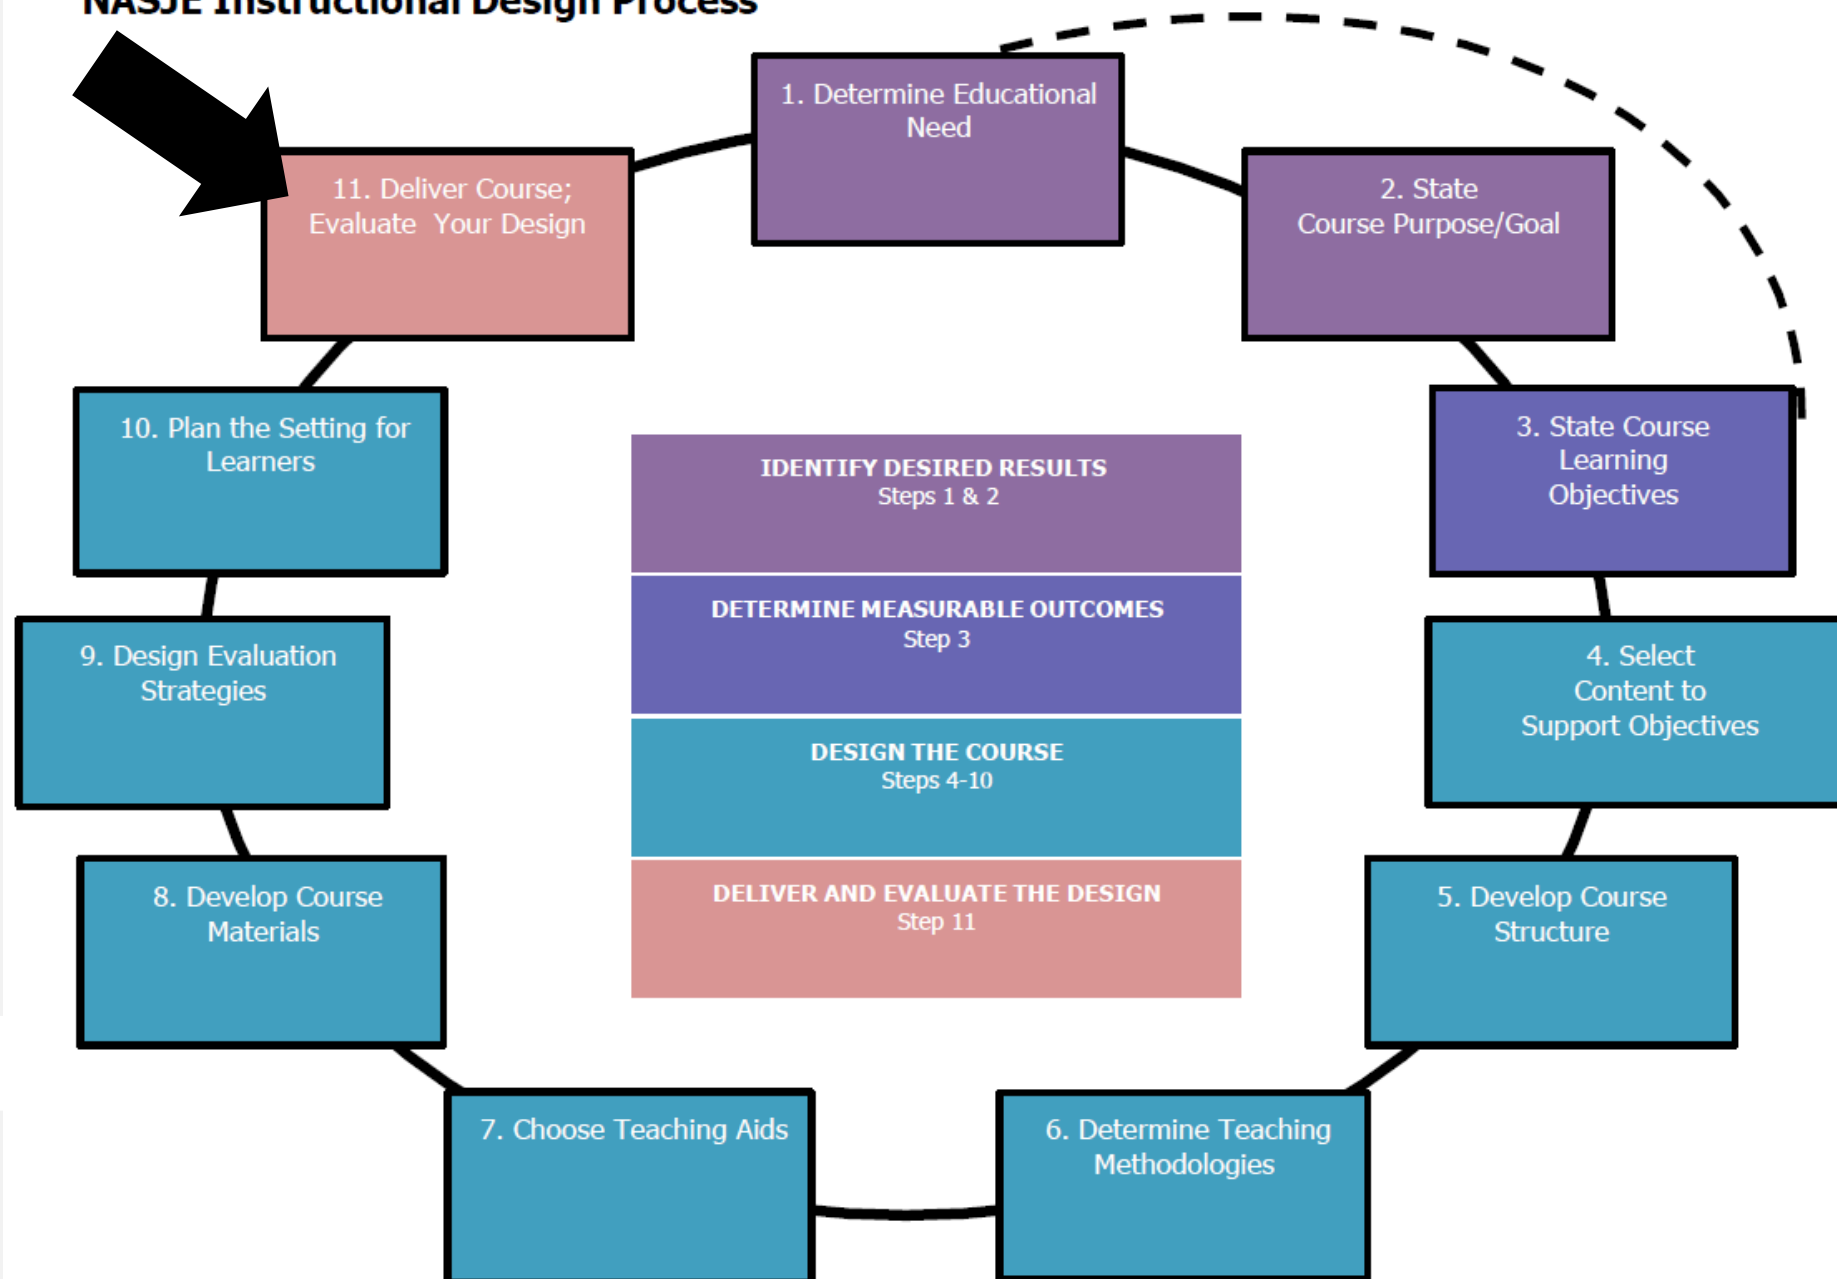 NASJE Instructional Design Process
1. Determine Educational
Need
2. State
Course Purpose/Goal
3. State Course
Learning
Objectives
4. Select
Content to
Support Objectives
5. Develop Course
Structure
6. Determine Teaching
Methodologies
7. Choose Teaching Aids
8. Develop Course
Materials
9. Design Evaluation
Strategies
10. Plan the Setting for
Learners
11. Deliver Course;
Evaluate Your Design
IDENTIFY DESIRED RESULTS
Steps 1 & 2
DETERMINE MEASURABLE OUTCOMES
Step 3
DESIGN THE COURSE
Steps 4-10
DELIVER AND EVALUATE THE DESIGN
Step 11